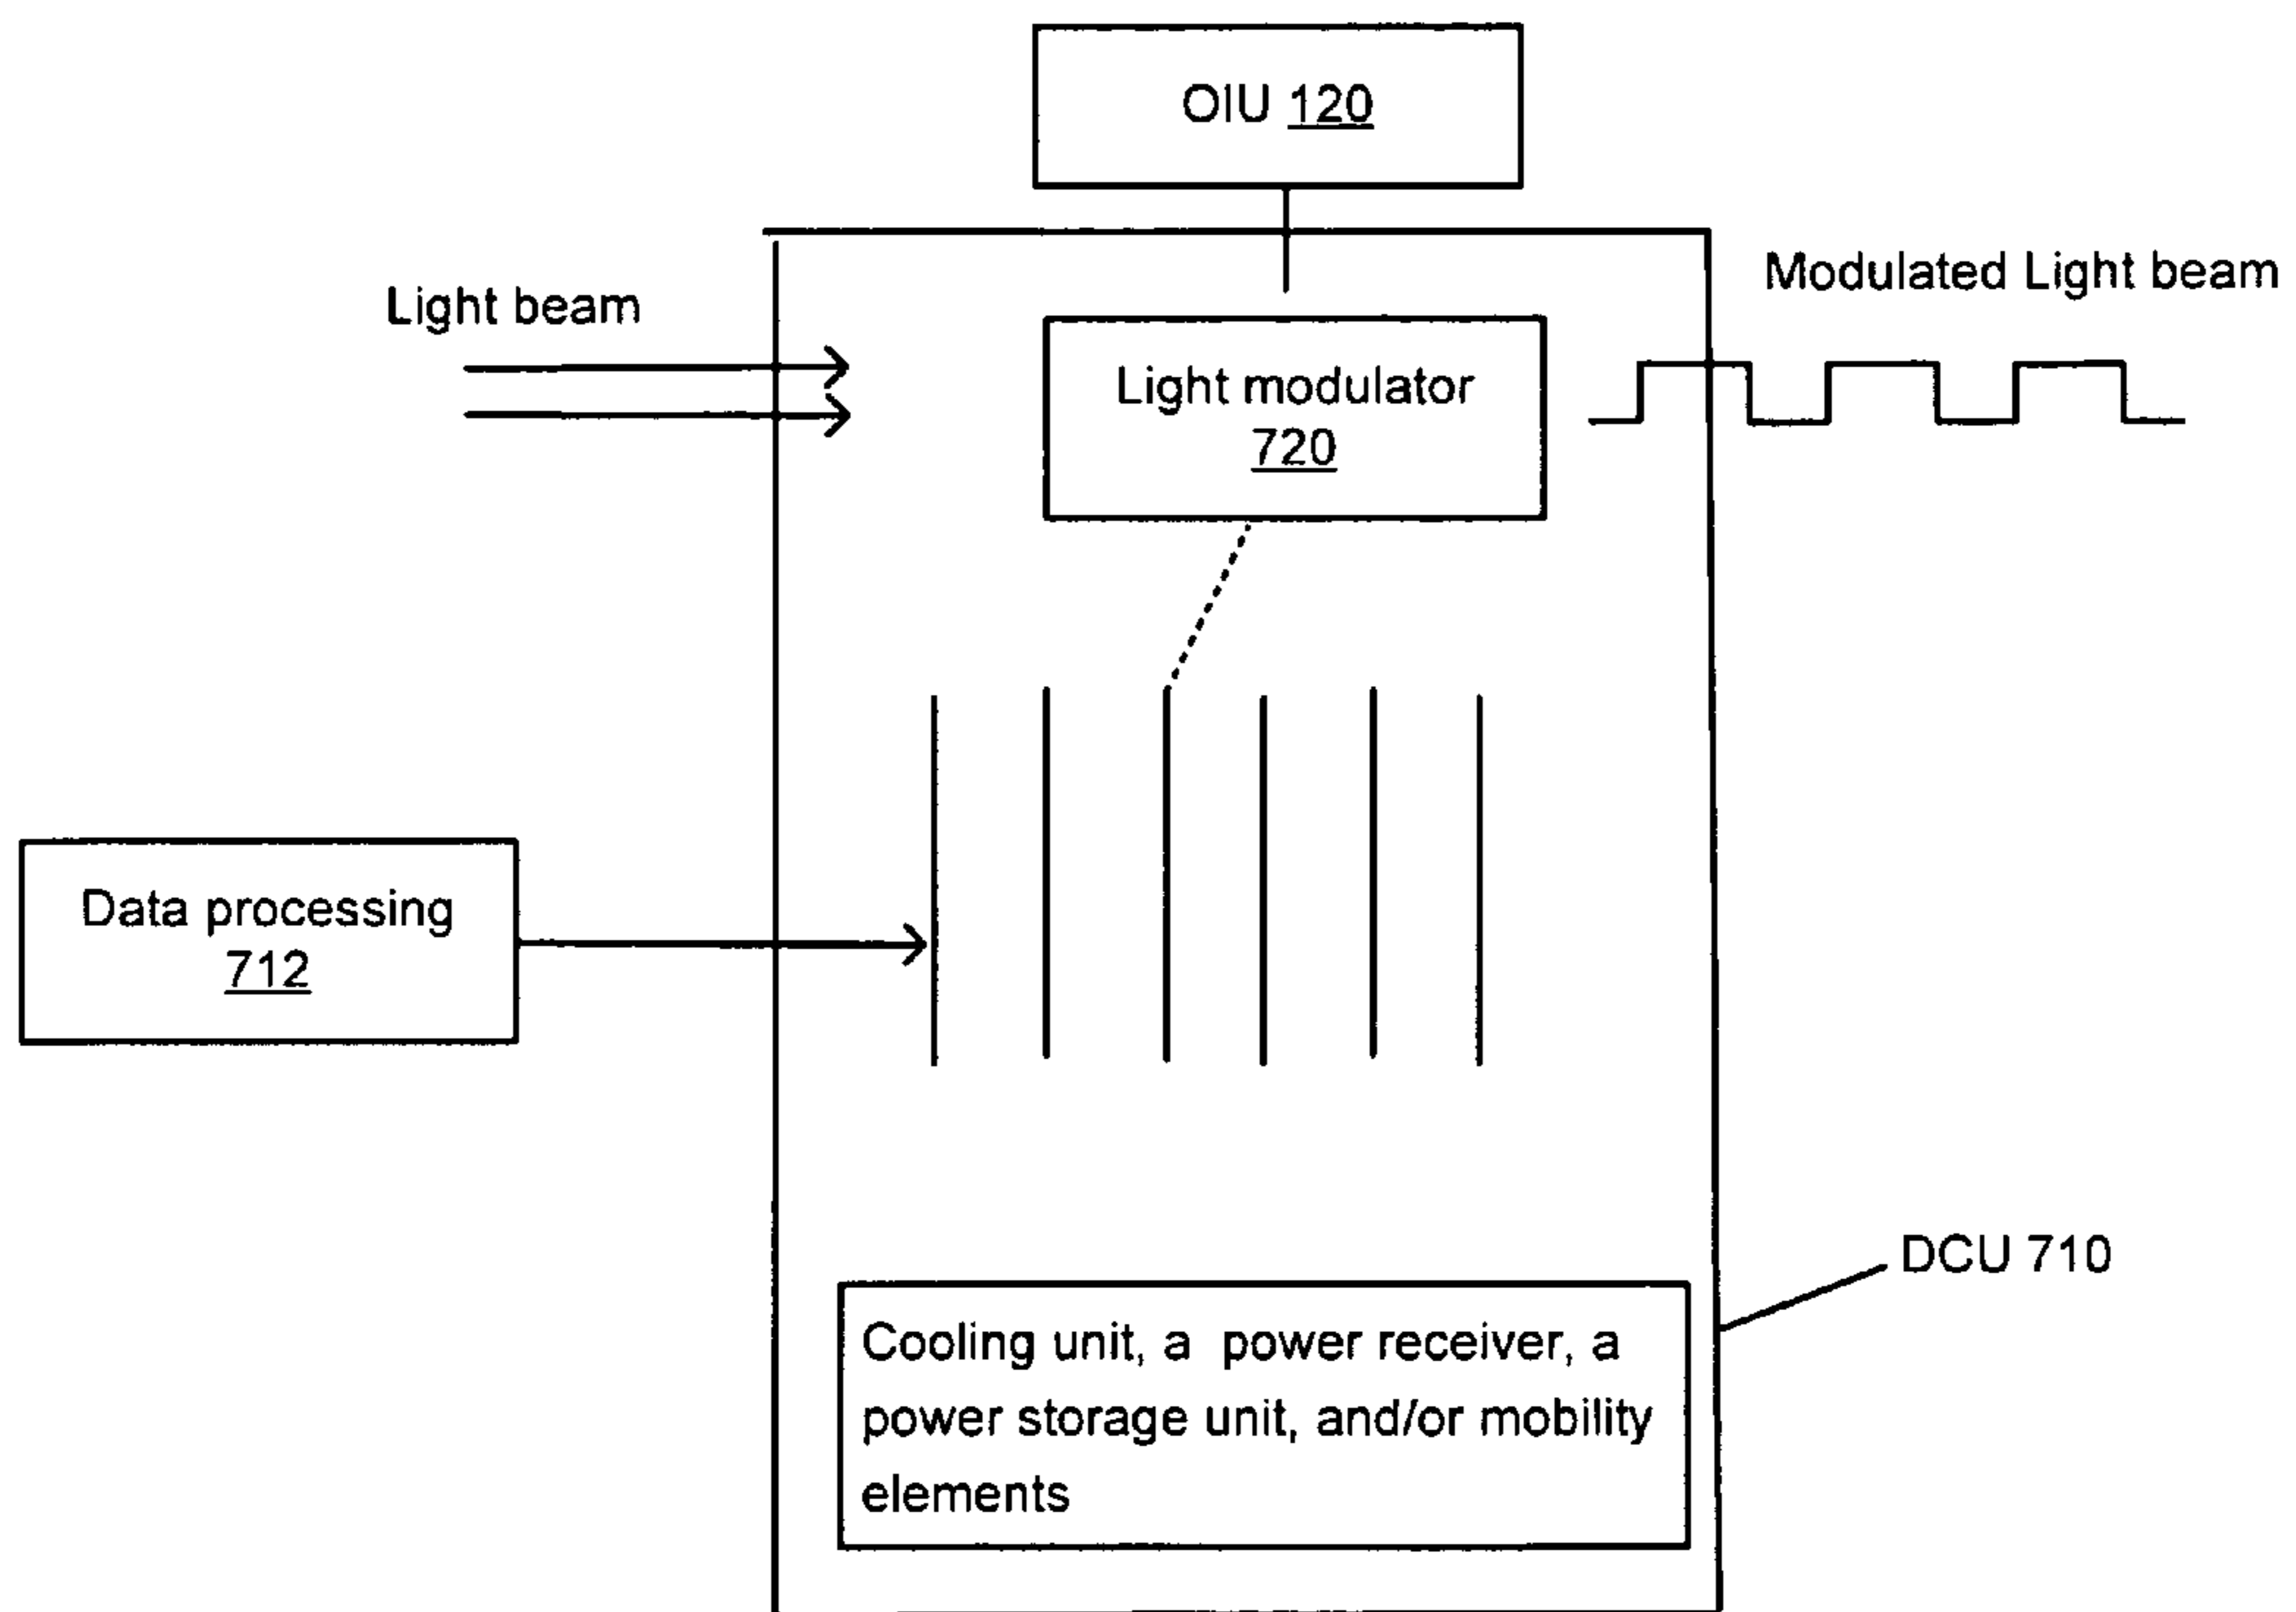 OIU 120
Light beam
Modulated Light beam
Light modulator
720
Data processing
712
DCU 710
Cooling unit, a power receiver, a
power storage unit, and/or mobility
elements